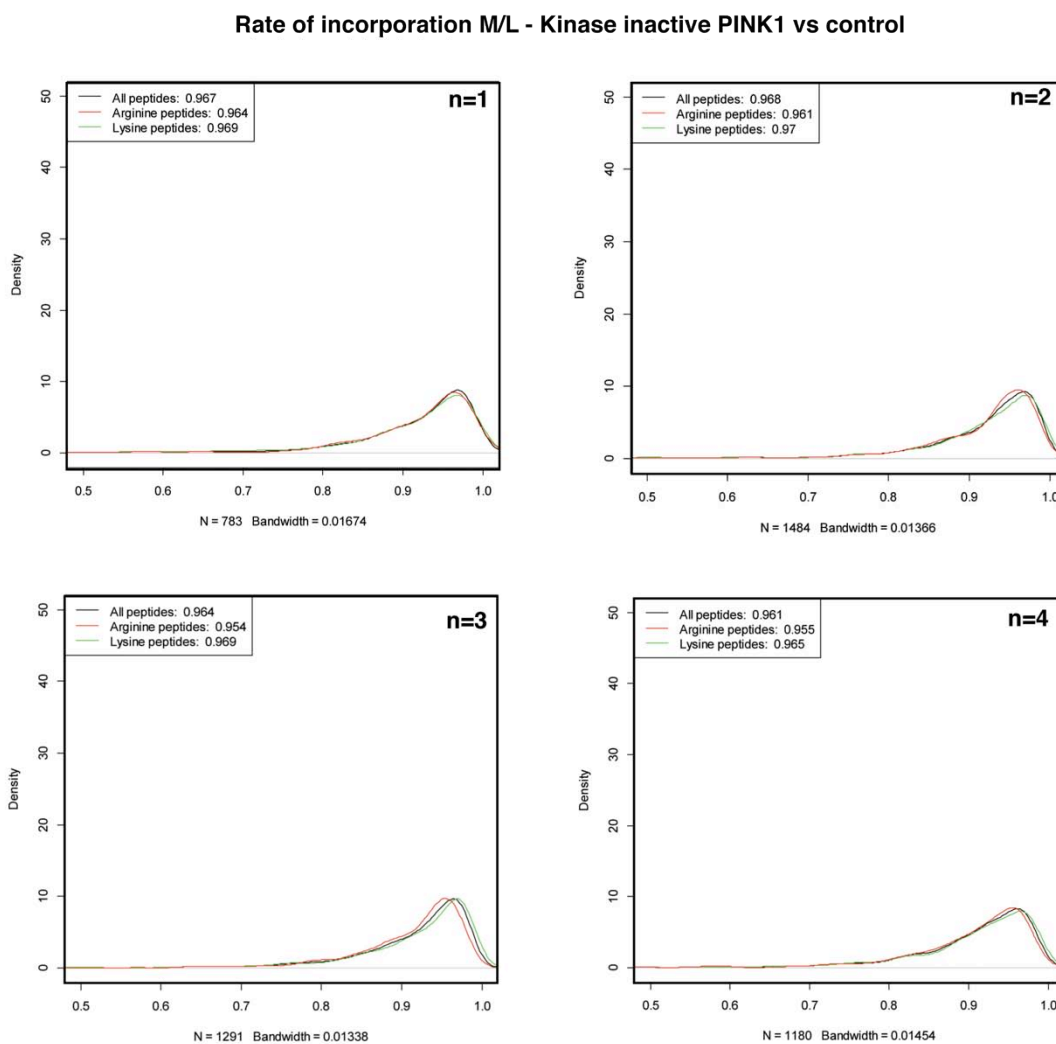 Rate of incorporation M/L - Kinase inactive PINK1 vs control
n=1
All peptides: 0.967
Arginine peptides: 0.964
Lysine peptides: 0.969
Density
50
40
30
20
10
0
0.5 0.6 0.7 0.8 0.9 1.0
N = 783 Bandwidth = 0.01674
n=2
All peptides: 0.968
Arginine peptides: 0.961
Lysine peptides: 0.97
Density
50
40
30
20
10
0
0.5 0.6 0.7 0.8 0.9 1.0
N = 1484 Bandwidth = 0.01366
n=3
All peptides: 0.964
Arginine peptides: 0.954
Lysine peptides: 0.969
Density
50
40
30
20
10
0
0.5 0.6 0.7 0.8 0.9 1.0
N = 1291 Bandwidth = 0.01338
n=4
All peptides: 0.961
Arginine peptides: 0.955
Lysine peptides: 0.965
Density
50
40
30
20
10
0
0.5 0.6 0.7 0.8 0.9 1.0
N = 1180 Bandwidth = 0.01454